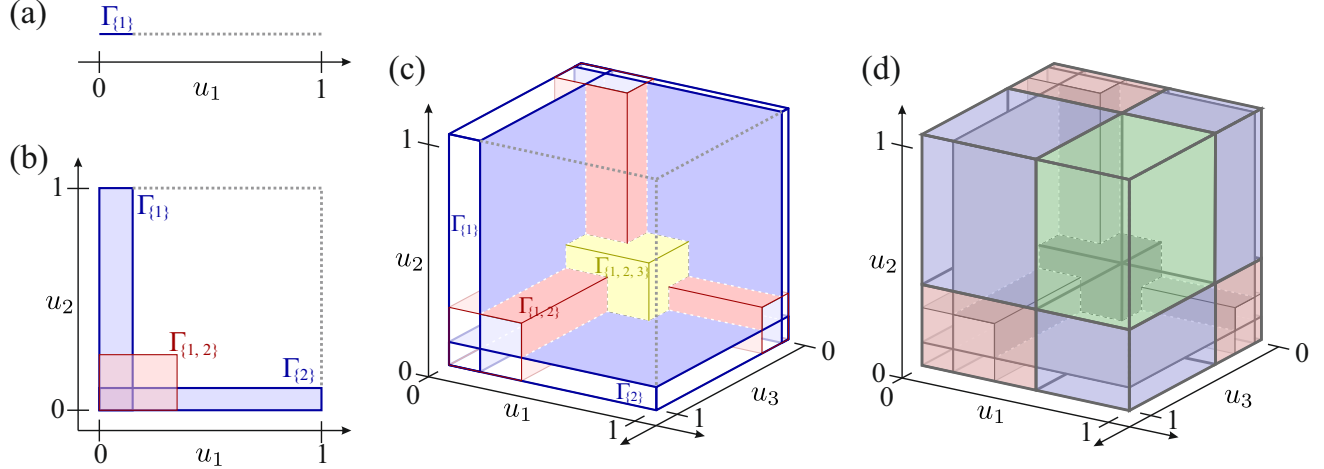 (a)
Γ{1}
0 u₁ 1
(b)
1
Γ{1}
u₂
Γ{1, 2}
Γ{2}
0
0 u₁ 1
(c)
1
Γ{1}
u₂
Γ{1, 2, 3}
Γ{1, 2}
0
0
u₁
Γ{2}
1
1
u₃
0
(d)
1
u₂
0
0
u₁
1
1
u₃
0